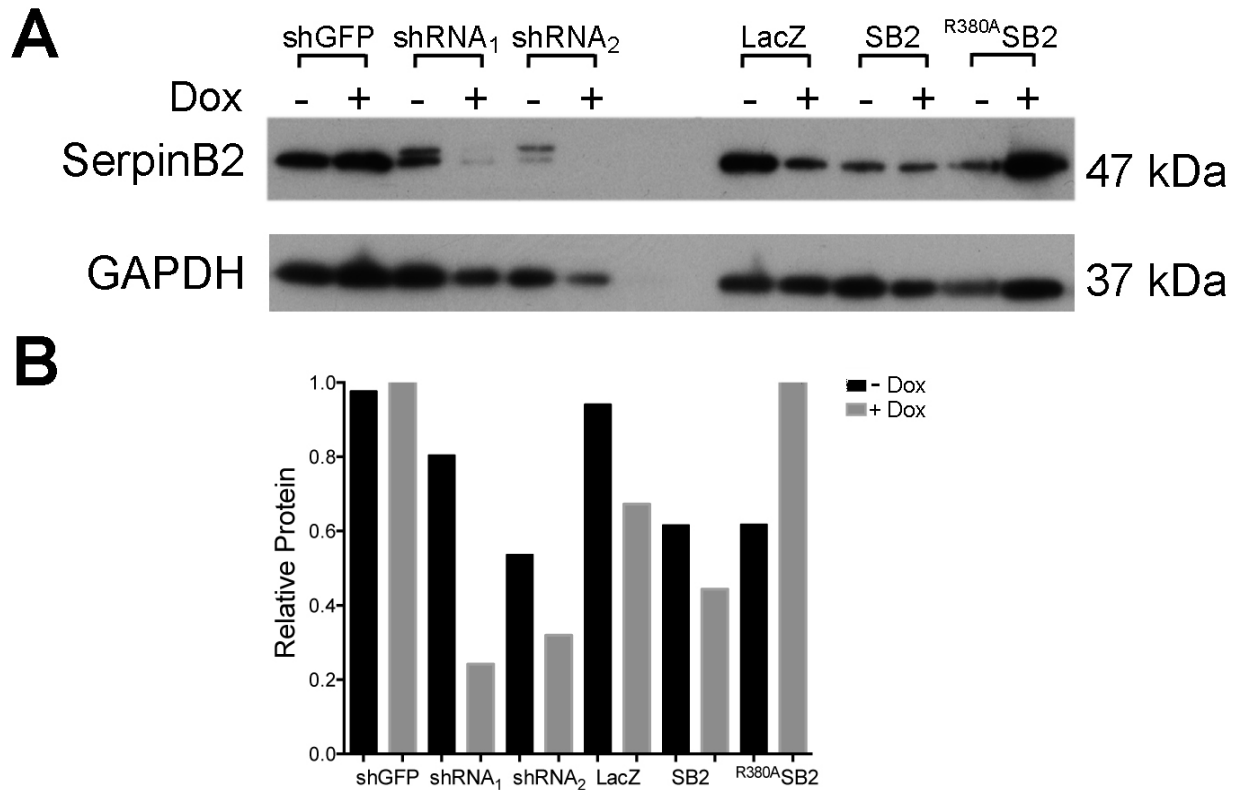 A
shGFP shRNA₁ shRNA₂ LacZ SB2 ᴿ³⁸⁰ᴬSB2
Dox - + - + - + - + - + - +
SerpinB2 47 kDa
GAPDH 37 kDa
B
- Dox
+ Dox
Relative Protein
1.0
0.8
0.6
0.4
0.2
0.0
shGFP shRNA₁ shRNA₂ LacZ SB2 ᴿ³⁸⁰ᴬSB2